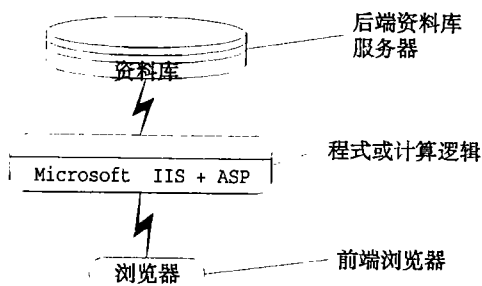 后端资料库
服务器
资料库
程式或计算逻辑
Microsoft IIS + ASP
前端浏览器
浏览器